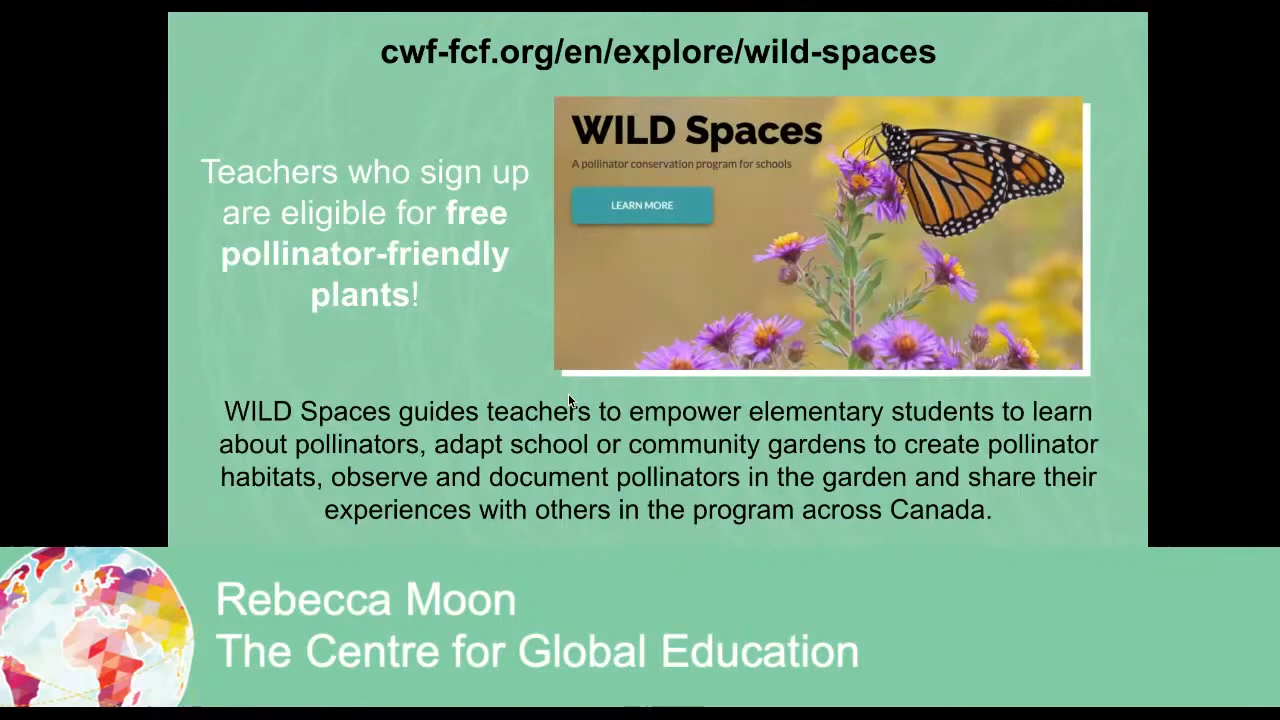 cwf-fcf.org/en/explore/wild-spaces
Teachers who sign up
are eligible for free
pollinator-friendly
plants!
WILD Spaces
A pollinator conservation program for schools
LEARN MORE
WILD Spaces guides teachers to empower elementary students to learn
about pollinators, adapt school or community gardens to create pollinator
habitats, observe and document pollinators in the garden and share their
experiences with others in the program across Canada.
Rebecca Moon
The Centre for Global Education